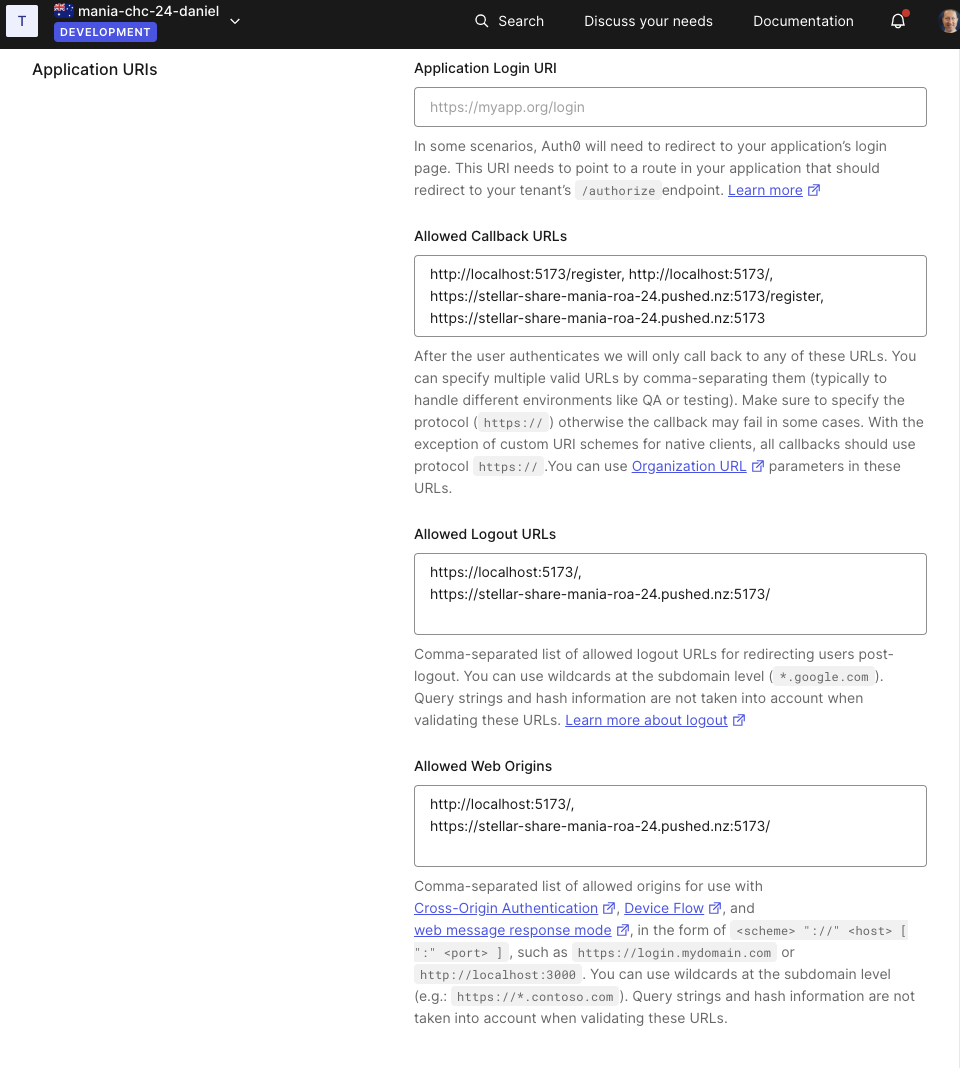 T
mania-chc-24-daniel
DEVELOPMENT
Search
Discuss your needs
Documentation
Application URIs
Application Login URI
https://myapp.org/login
In some scenarios, Auth0 will need to redirect to your application’s login
page. This URI needs to point to a route in your application that should
redirect to your tenant’s /authorize endpoint. Learn more
Allowed Callback URLs
http://localhost:5173/register, http://localhost:5173/,
https://stellar-share-mania-roa-24.pushed.nz:5173/register,
https://stellar-share-mania-roa-24.pushed.nz:5173
After the user authenticates we will only call back to any of these URLs. You
can specify multiple valid URLs by comma-separating them (typically to
handle different environments like QA or testing). Make sure to specify the
protocol ( https:// ) otherwise the callback may fail in some cases. With the
exception of custom URI schemes for native clients, all callbacks should use
protocol https:// .You can use Organization URL parameters in these
URLs.
Allowed Logout URLs
https://localhost:5173/,
https://stellar-share-mania-roa-24.pushed.nz:5173/
Comma-separated list of allowed logout URLs for redirecting users post-
logout. You can use wildcards at the subdomain level ( *.google.com ).
Query strings and hash information are not taken into account when
validating these URLs. Learn more about logout
Allowed Web Origins
http://localhost:5173/,
https://stellar-share-mania-roa-24.pushed.nz:5173/
Comma-separated list of allowed origins for use with
Cross-Origin Authentication , Device Flow , and
web message response mode , in the form of <scheme> "://" <host> [
":" <port> ] , such as https://login.mydomain.com or
http://localhost:3000 . You can use wildcards at the subdomain level
(e.g.: https://*.contoso.com ). Query strings and hash information are not
taken into account when validating these URLs.